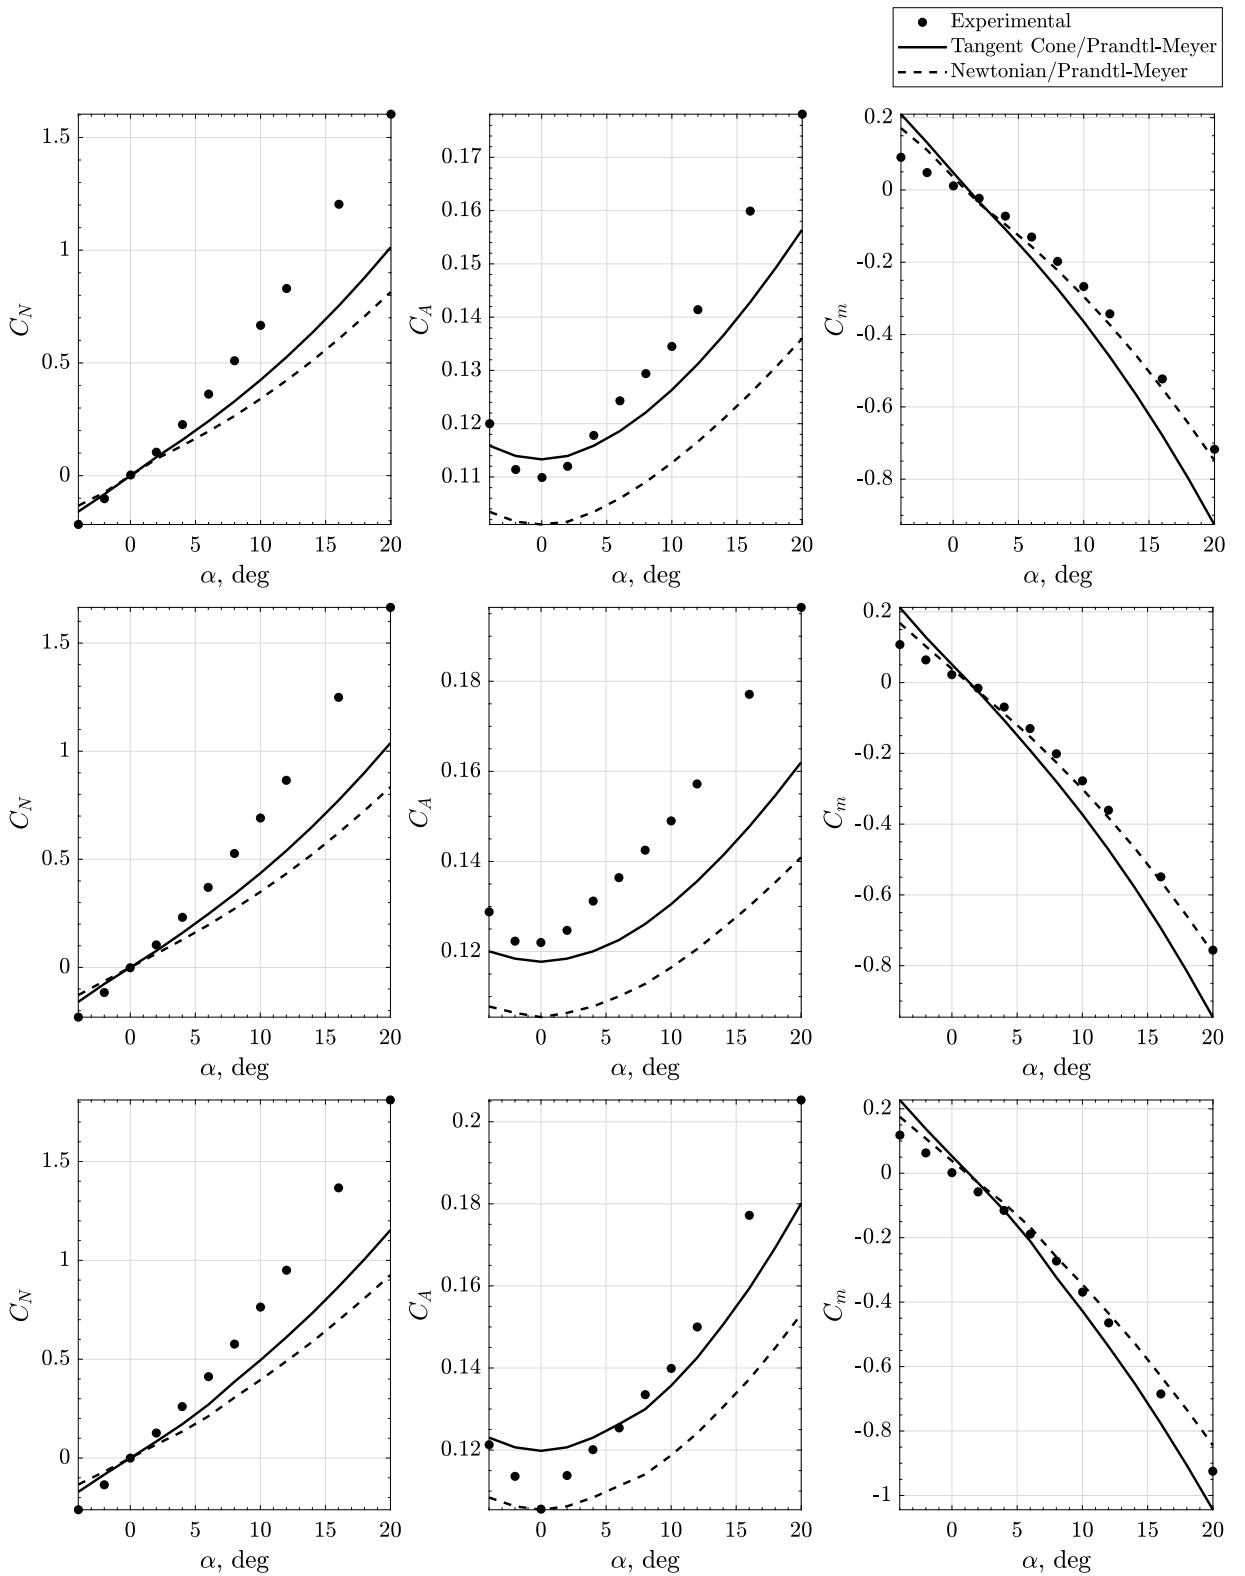 Experimental
Tangent Cone/Prandtl-Meyer
Newtonian/Prandtl-Meyer
1.5
1
0.5
0
C_N
0 5 10 15 20
α, deg
0.17
0.16
0.15
0.14
0.13
0.12
0.11
C_A
0 5 10 15 20
α, deg
0.2
0
-0.2
-0.4
-0.6
-0.8
C_m
0 5 10 15 20
α, deg
1.5
1
0.5
0
C_N
0 5 10 15 20
α, deg
0.18
0.16
0.14
0.12
C_A
0 5 10 15 20
α, deg
0.2
0
-0.2
-0.4
-0.6
-0.8
C_m
0 5 10 15 20
α, deg
1.5
1
0.5
0
C_N
0 5 10 15 20
α, deg
0.2
0.18
0.16
0.14
0.12
C_A
0 5 10 15 20
α, deg
0.2
0
-0.2
-0.4
-0.6
-0.8
-1
C_m
0 5 10 15 20
α, deg